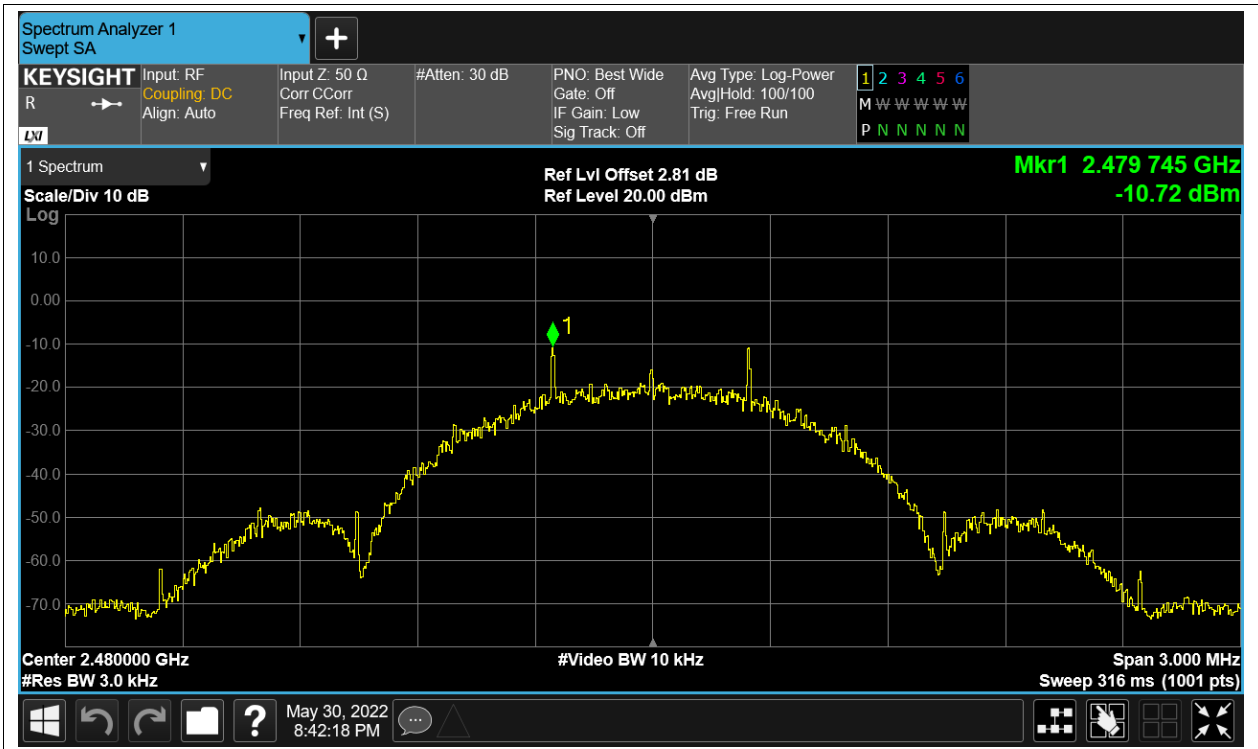 Spectrum Analyzer 1
Swept SA
+
KEYSIGHT
R
LXI
Input: RF
Coupling: DC
Align: Auto
Input Z: 50 Ω
Corr CCorr
Freq Ref: Int (S)
#Atten: 30 dB
PNO: Best Wide
Gate: Off
IF Gain: Low
Sig Track: Off
Avg Type: Log-Power
Avg|Hold: 100/100
Trig: Free Run
1 2 3 4 5 6
M W W W W W
P N N N N N
1 Spectrum
Scale/Div 10 dB
Log
Ref Lvl Offset 2.81 dB
Ref Level 20.00 dBm
Mkr1 2.479 745 GHz
-10.72 dBm
10.0
0.00
-10.0
-20.0
-30.0
-40.0
-50.0
-60.0
-70.0
1
Center 2.480000 GHz
#Res BW 3.0 kHz
#Video BW 10 kHz
Span 3.000 MHz
Sweep 316 ms (1001 pts)
?
May 30, 2022
8:42:18 PM